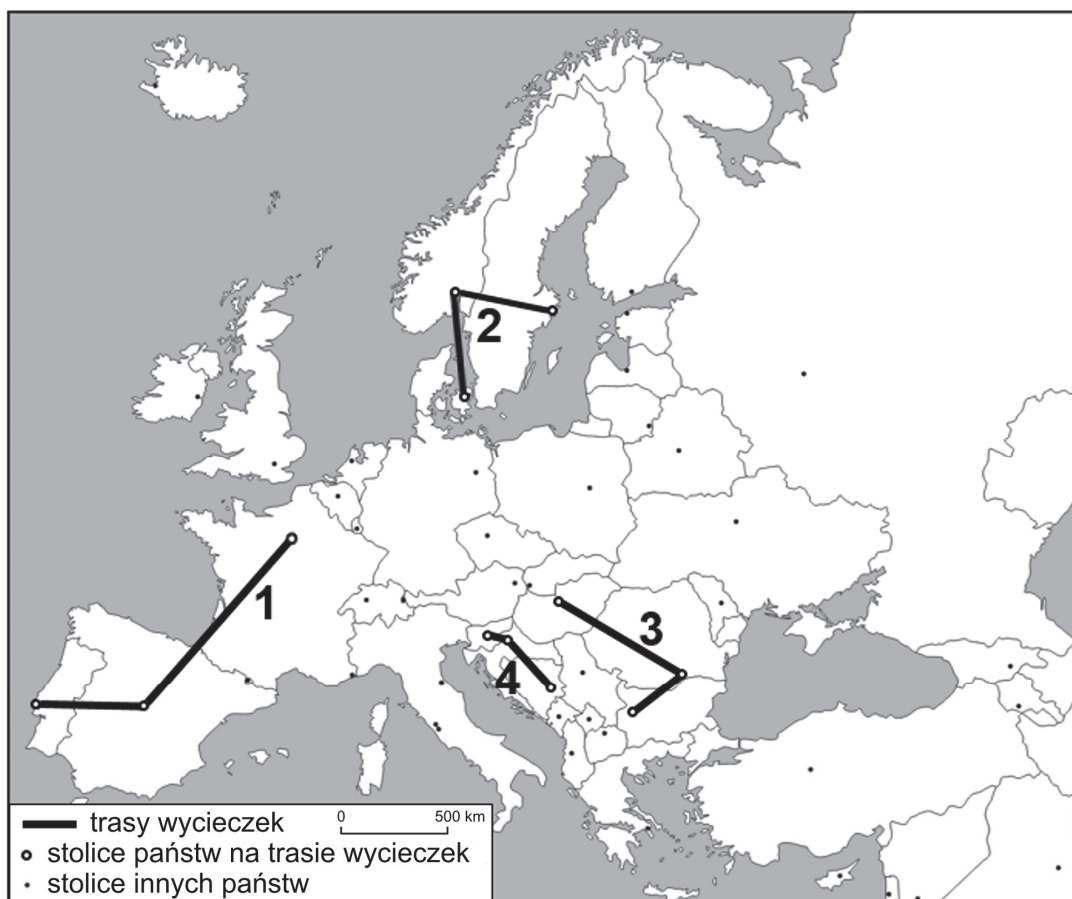 2
1
3
4
trasy wycieczek
0 500 km
stolice państw na trasie wycieczek
stolice innych państw